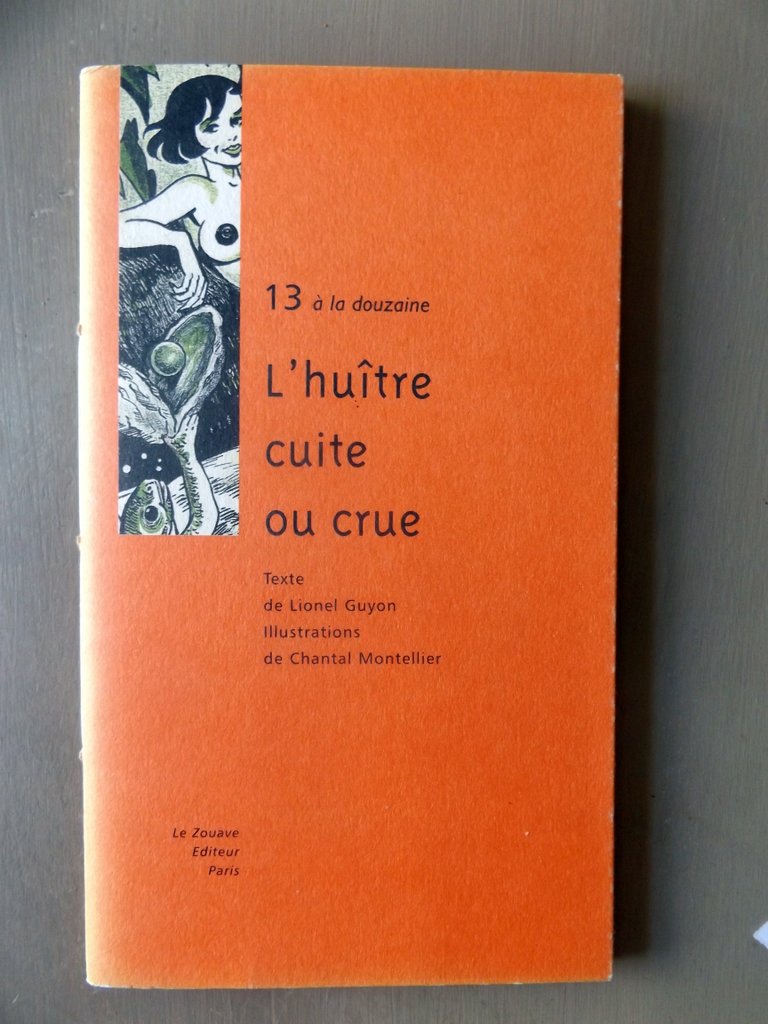 13 à la douzaine
L'huître
cuite
ou crue
Texte
de Lionel Guyon
Illustrations
de Chantal Montellier
Le Zouave
Editeur
Paris